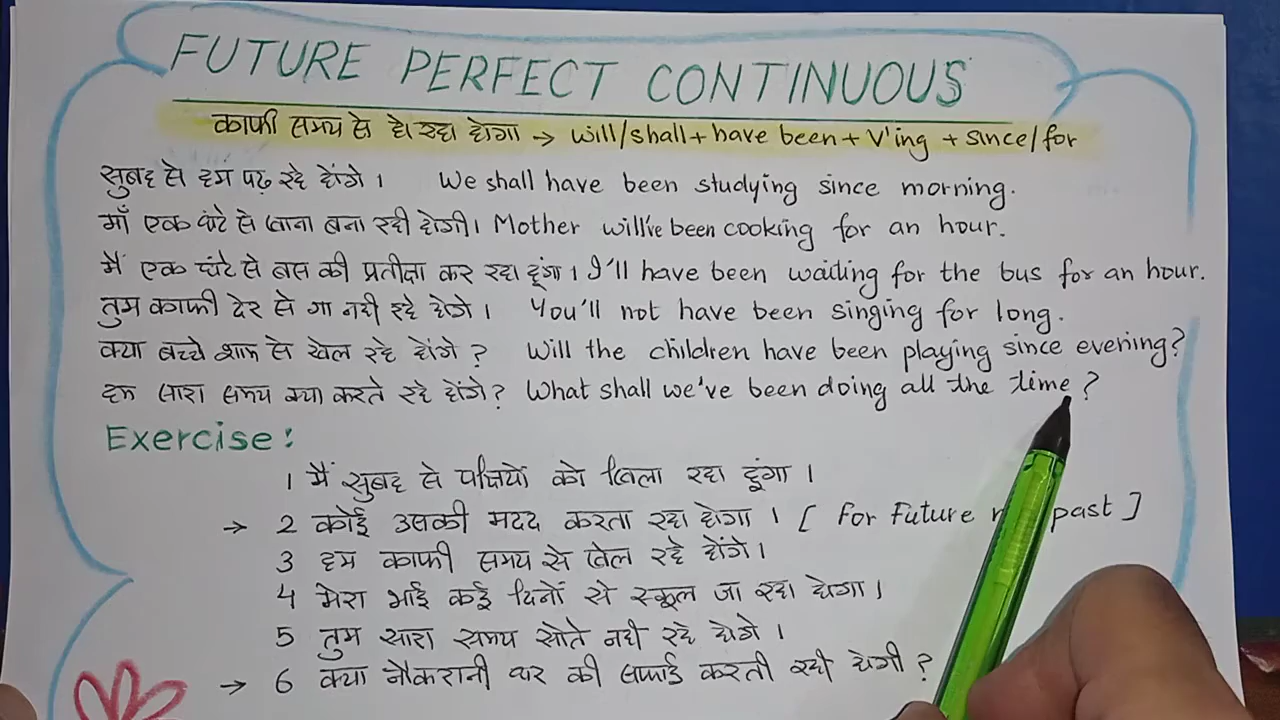 FUTURE PERFECT CONTINUOUS
काफी समय से हो रहा होगा → will/shall + have been + V'ing + since/for
सुबह से हम पढ़ रहे होंगे । We shall have been studying since morning.
माँ एक घंटे से खाना बना रही होगी। Mother will've been cooking for an hour.
मैं एक घंटे से बस की प्रतीक्षा कर रहा हूंगा। I'll have been waiting for the bus for an hour.
तुम काफी देर से गा नही रहे होगे । You'll not have been singing for long.
क्या बच्चे शाम से खेल रहे होंगे ? Will the children have been playing since evening?
हम सारा समय क्या करते रहे होंगे? What shall we've been doing all the time ?
Exercise:
1 मैं सुबह से पक्षियों को खिला रहा हूंगा ।
→ 2 कोई उसकी मदद करता रहा होगा । [ for Future past ]
3 हम काफी समय से खेल रहे होंगे।
4 मेरा भाई कई दिनों से स्कूल जा रहा होगा ।
5 तुम सारा समय सोते नही रहे होगे ।
→ 6 क्या नौकरानी घर की सफाई करती रही होगी ?